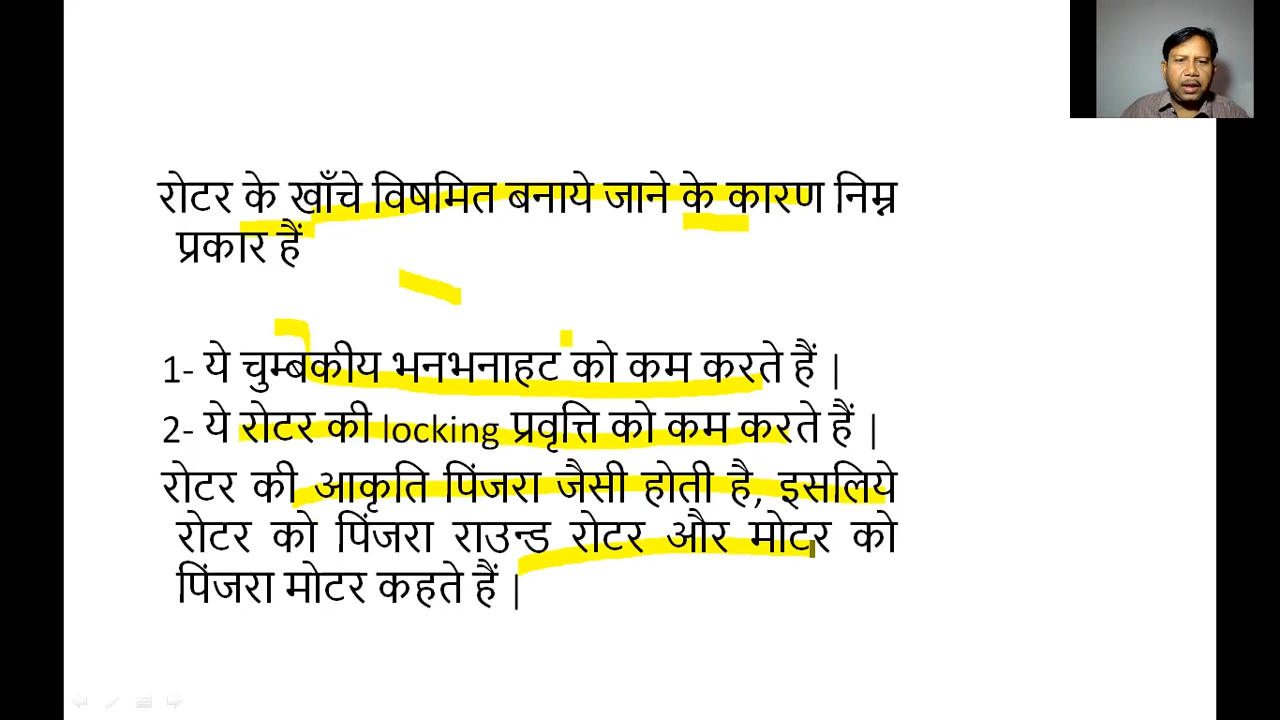 रोटर के खाँचे विषमित बनाये जाने के कारण निम्न
प्रकार हैं
1- ये चुम्बकीय भनभनाहट को कम करते हैं |
2- ये रोटर की locking प्रवृत्ति को कम करते हैं |
रोटर की आकृति पिंजरा जैसी होती है, इसलिये
रोटर को पिंजरा राउन्ड रोटर और मोटर को
पिंजरा मोटर कहते हैं |